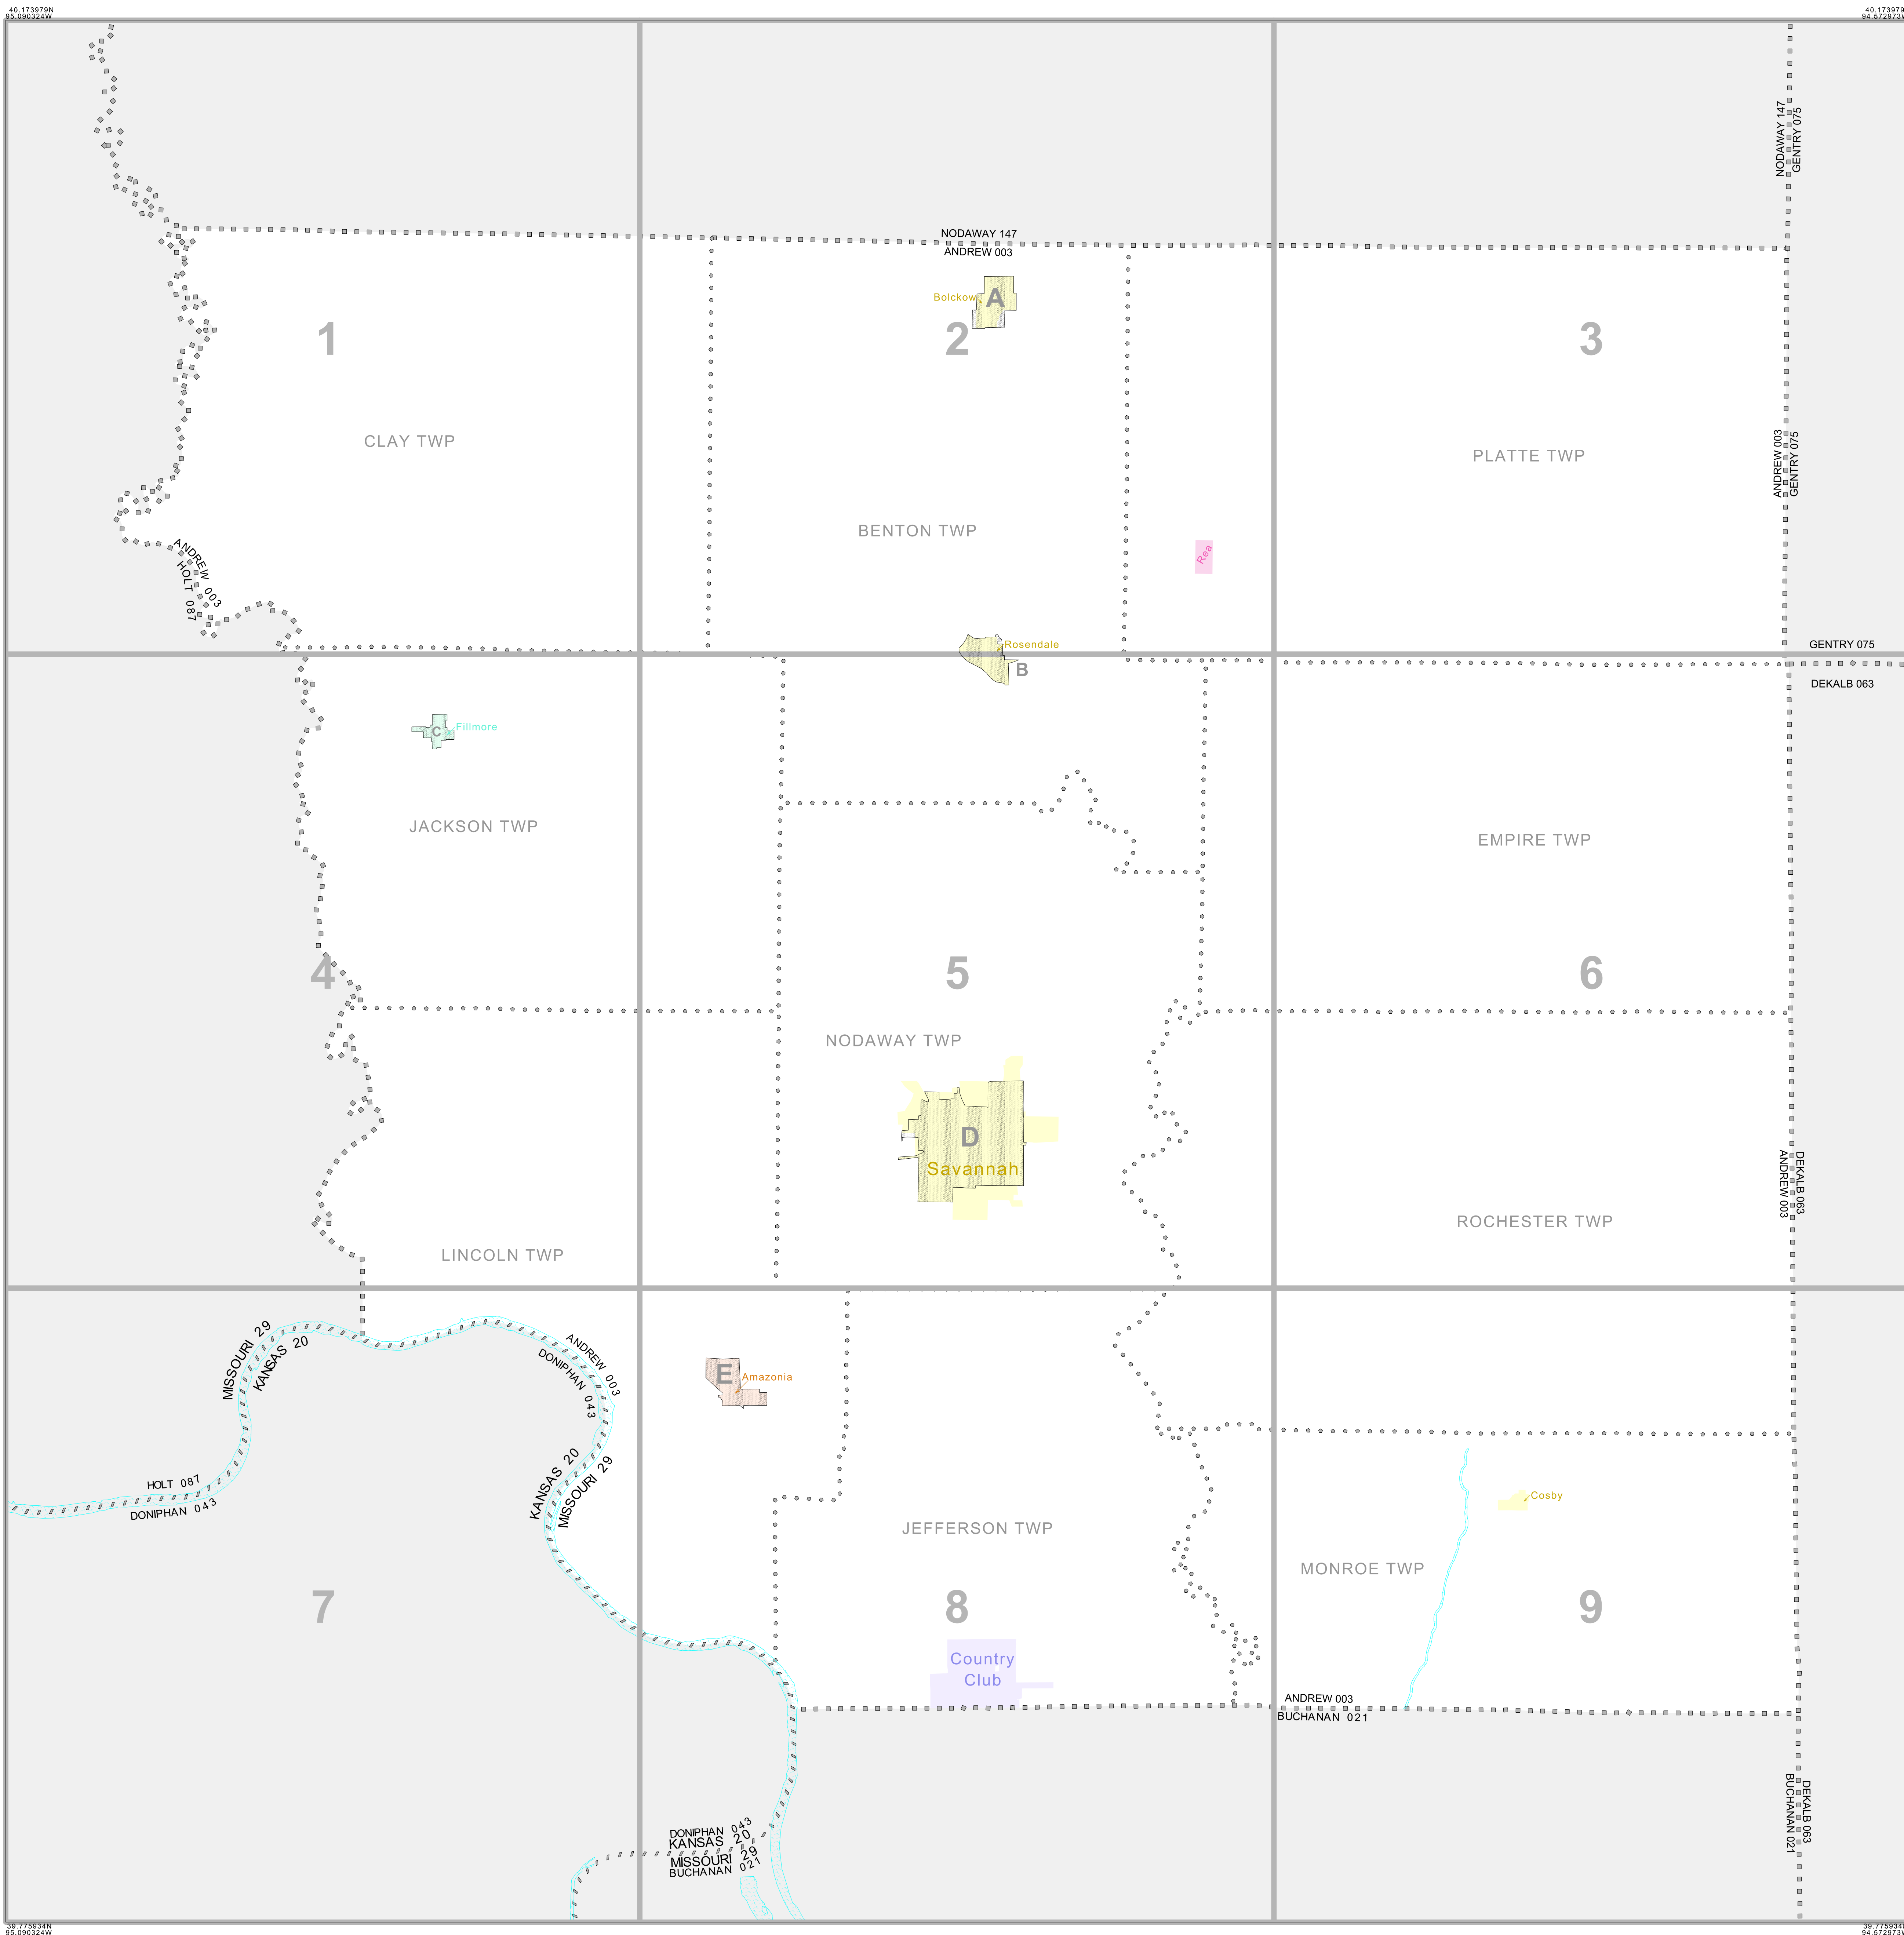 40.173979N
95.090324W
40.173979
94.572973W
NODAWAY 147
GENTRY 075
NODAWAY 147
ANDREW 003
Bolckow
A
1
2
3
CLAY TWP
PLATTE TWP
ANDREW 003
GENTRY 075
BENTON TWP
Rea
ANDREW 003
HOLT 087
Rosendale
B
GENTRY 075
DEKALB 063
C
Fillmore
JACKSON TWP
EMPIRE TWP
4
5
6
NODAWAY TWP
D
Savannah
DEKALB 063
ANDREW 003
ROCHESTER TWP
LINCOLN TWP
MISSOURI 29
KANSAS 20
ANDREW 003
DONIPHAN 043
E
Amazonia
HOLT 087
DONIPHAN 043
KANSAS 20
MISSOURI 29
Cosby
JEFFERSON TWP
MONROE TWP
7
8
9
Country
Club
ANDREW 003
BUCHANAN 021
DEKALB 063
BUCHANAN 021
DONIPHAN 043
KANSAS 20
MISSOURI 29
BUCHANAN 021
39.775934N
95.090324W
39.775934
94.572973W